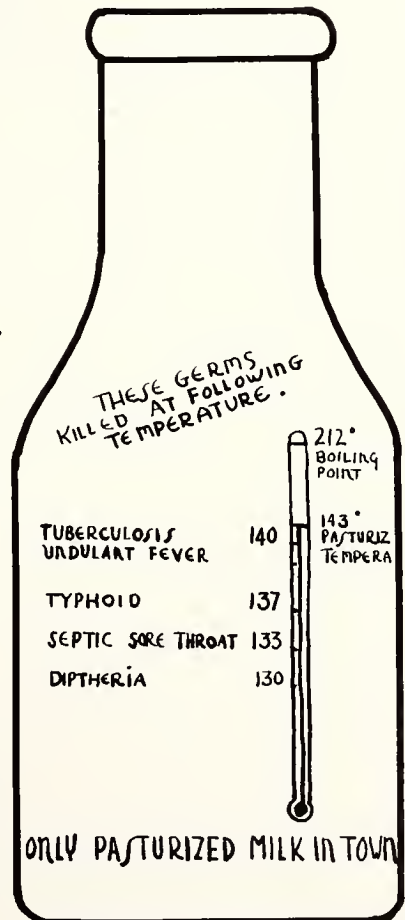 THESE GERMS
KILLED AT FOLLOWING
TEMPERATURE.
212°
BOILING
POINT
143°
PASTURIZ
TEMPERA
TUBERCULOSIS
UNDULANT FEVER 140
TYPHOID 137
SEPTIC SORE THROAT 133
DIPTHERIA 130
ONLY PASTURIZED MILK IN TOWN